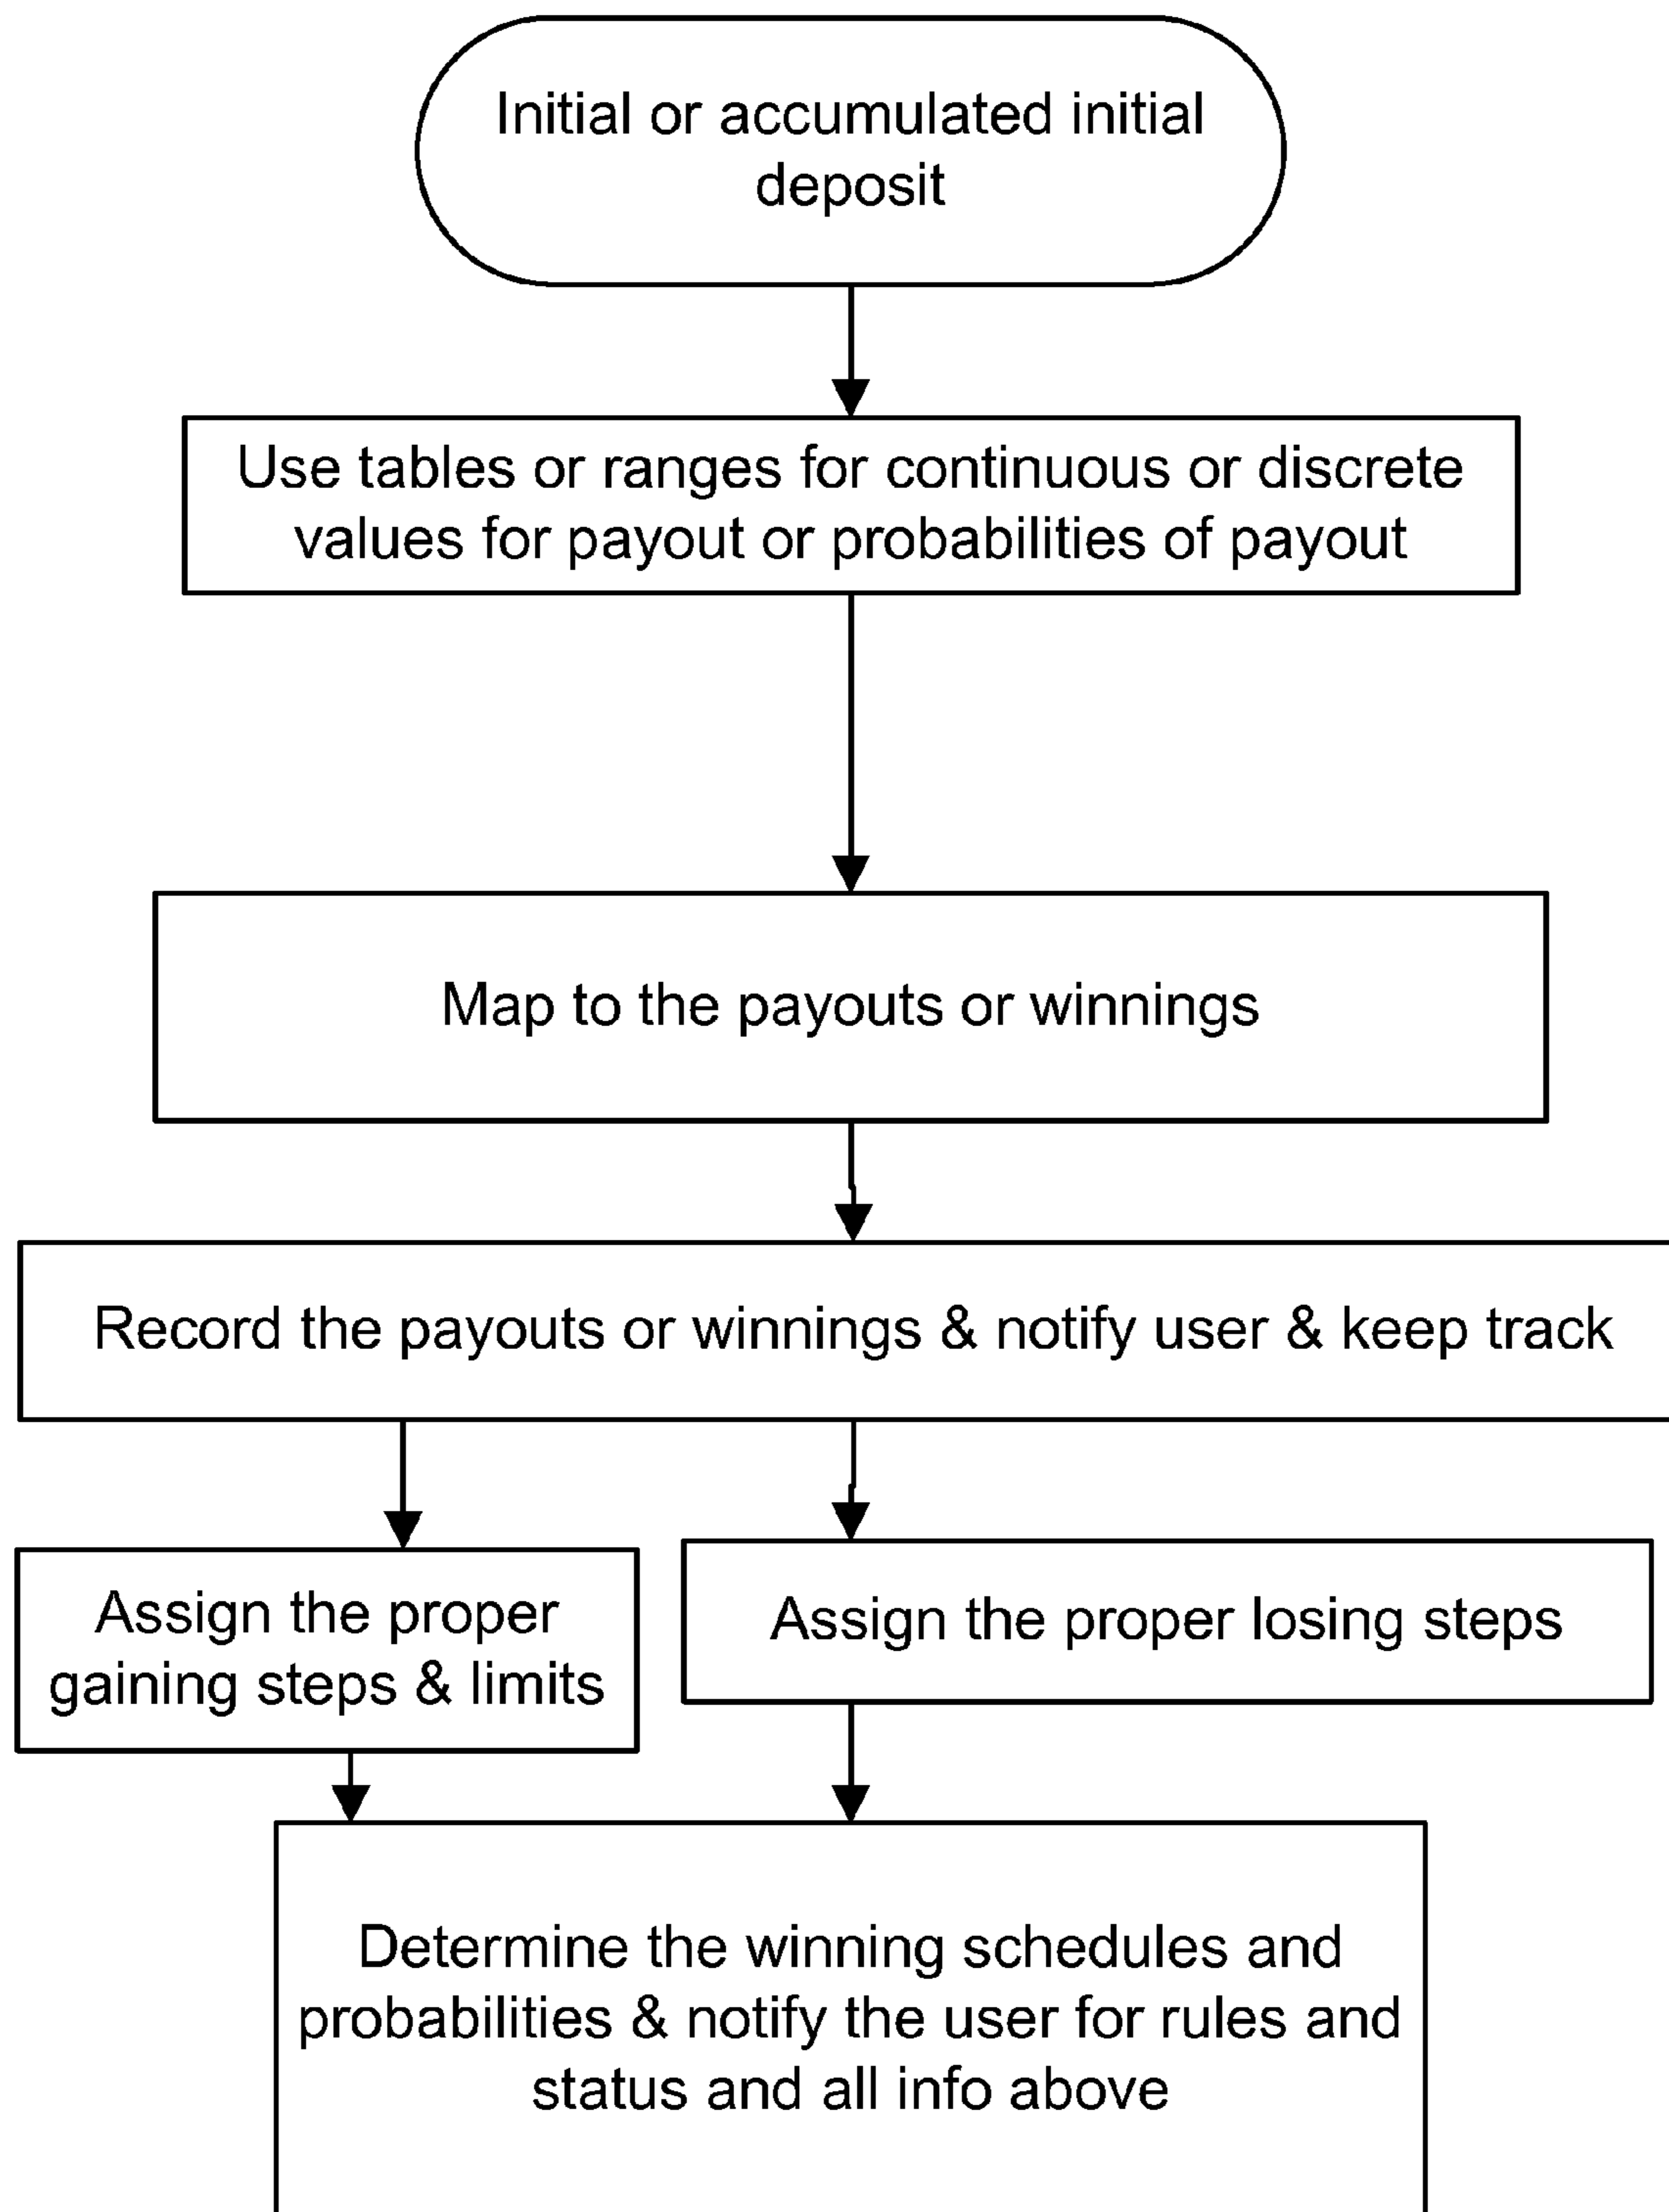 Initial or accumulated initial
deposit
Use tables or ranges for continuous or discrete
values for payout or probabilities of payout
Map to the payouts or winnings
Record the payouts or winnings & notify user & keep track
Assign the proper
gaining steps & limits
Assign the proper losing steps
Determine the winning schedules and
probabilities & notify the user for rules and
status and all info above